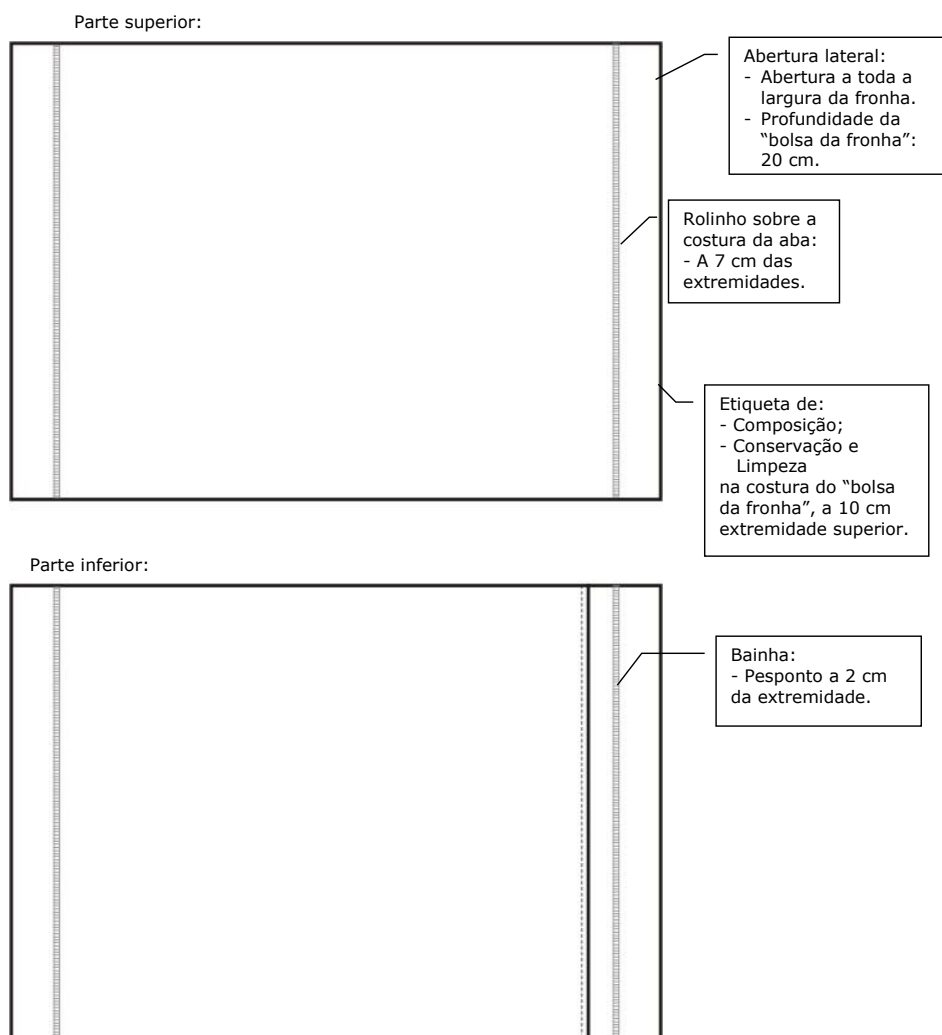 Parte superior:
Abertura lateral:
- Abertura a toda a
largura da fronha.
- Profundidade da
“bolsa da fronha”:
20 cm.
Rolinho sobre a
costura da aba:
- A 7 cm das
extremidades.
Etiqueta de:
- Composição;
- Conservação e
Limpeza
na costura do “bolsa
da fronha”, a 10 cm
extremidade superior.
Parte inferior:
Bainha:
- Pesponto a 2 cm
da extremidade.